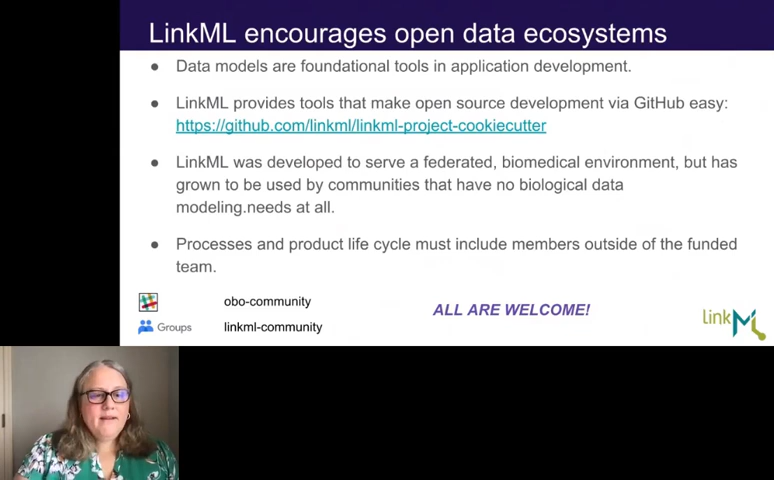 LinkML encourages open data ecosystems
● Data models are foundational tools in application development.
● LinkML provides tools that make open source development via GitHub easy:
https://github.com/linkml/linkml-project-cookiecutter
● LinkML was developed to serve a federated, biomedical environment, but has
grown to be used by communities that have no biological data
modeling.needs at all.
● Processes and product life cycle must include members outside of the funded
team.
obo-community
ALL ARE WELCOME!
Groups
linkml-community
link ML